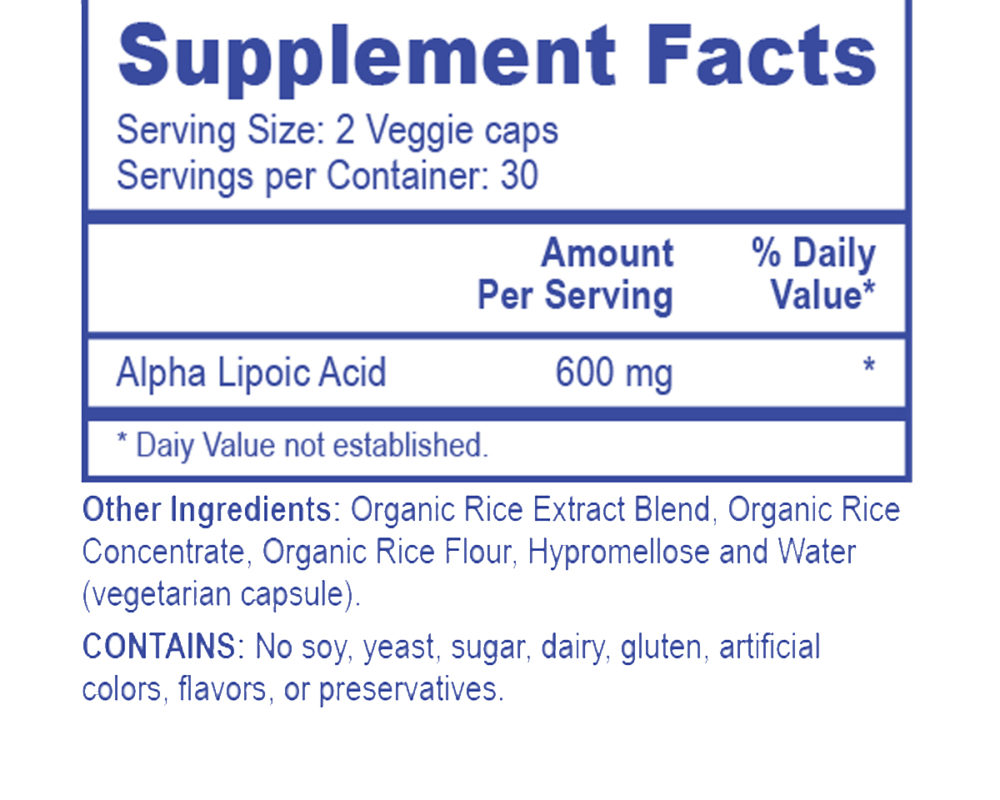 Supplement Facts
Serving Size: 2 Veggie caps
Servings per Container: 30
Amount % Daily
Per Serving Value*
Alpha Lipoic Acid 600 mg *
* Daiy Value not established.
Other Ingredients: Organic Rice Extract Blend, Organic Rice
Concentrate, Organic Rice Flour, Hypromellose and Water
(vegetarian capsule).
CONTAINS: No soy, yeast, sugar, dairy, gluten, artificial
colors, flavors, or preservatives.